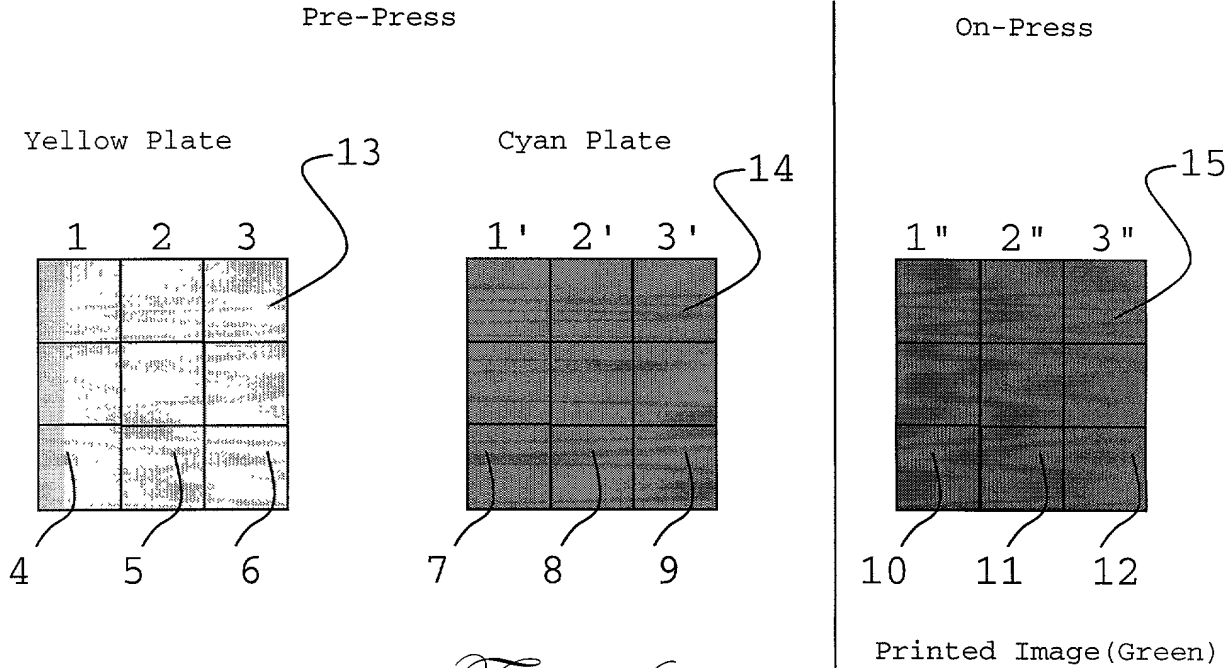 Pre-Press
On-Press
Yellow Plate
Cyan Plate
13
14
15
1 2 3
1' 2' 3'
1" 2" 3"
4 5 6
7 8 9
10 11 12
Printed Image(Green)